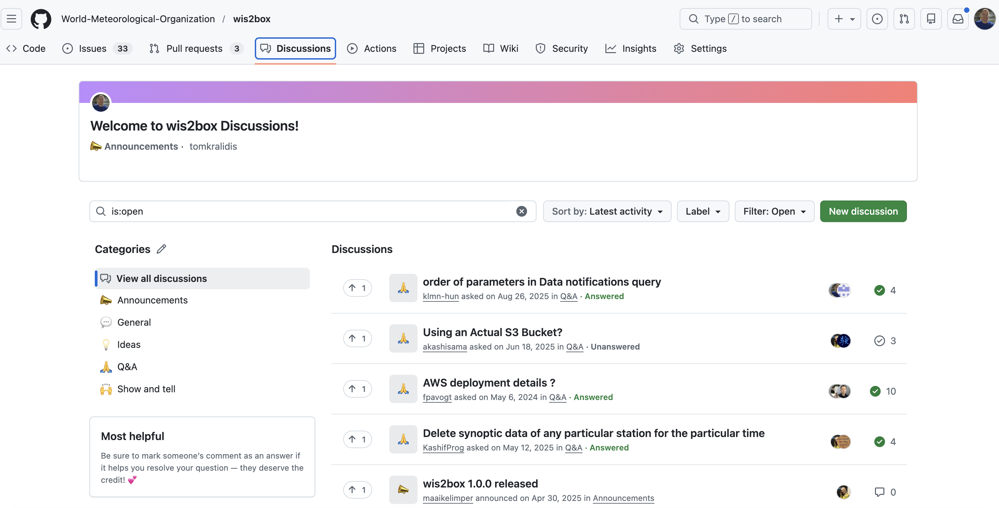 World-Meteorological-Organization / wis2box
Type / to search
Code
Issues 33
Pull requests 3
Discussions
Actions
Projects
Wiki
Security
Insights
Settings
Welcome to wis2box Discussions!
Announcements · tomkralidis
is:open
Sort by: Latest activity
Label
Filter: Open
New discussion
Categories
View all discussions
Announcements
General
Ideas
Q&A
Show and tell
Most helpful
Be sure to mark someone’s comment as an answer if
it helps you resolve your question — they deserve the
credit! 💕
Discussions
1
order of parameters in Data notifications query
klmn-hun asked on Aug 26, 2025 in Q&A · Answered
4
1
Using an Actual S3 Bucket?
akashisama asked on Jun 18, 2025 in Q&A · Unanswered
験
3
1
AWS deployment details ?
fpavogt asked on May 6, 2024 in Q&A · Answered
10
1
Delete synoptic data of any particular station for the particular time
KashifProg asked on May 12, 2025 in Q&A · Answered
4
1
wis2box 1.0.0 released
maaikelimper announced on Apr 30, 2025 in Announcements
0